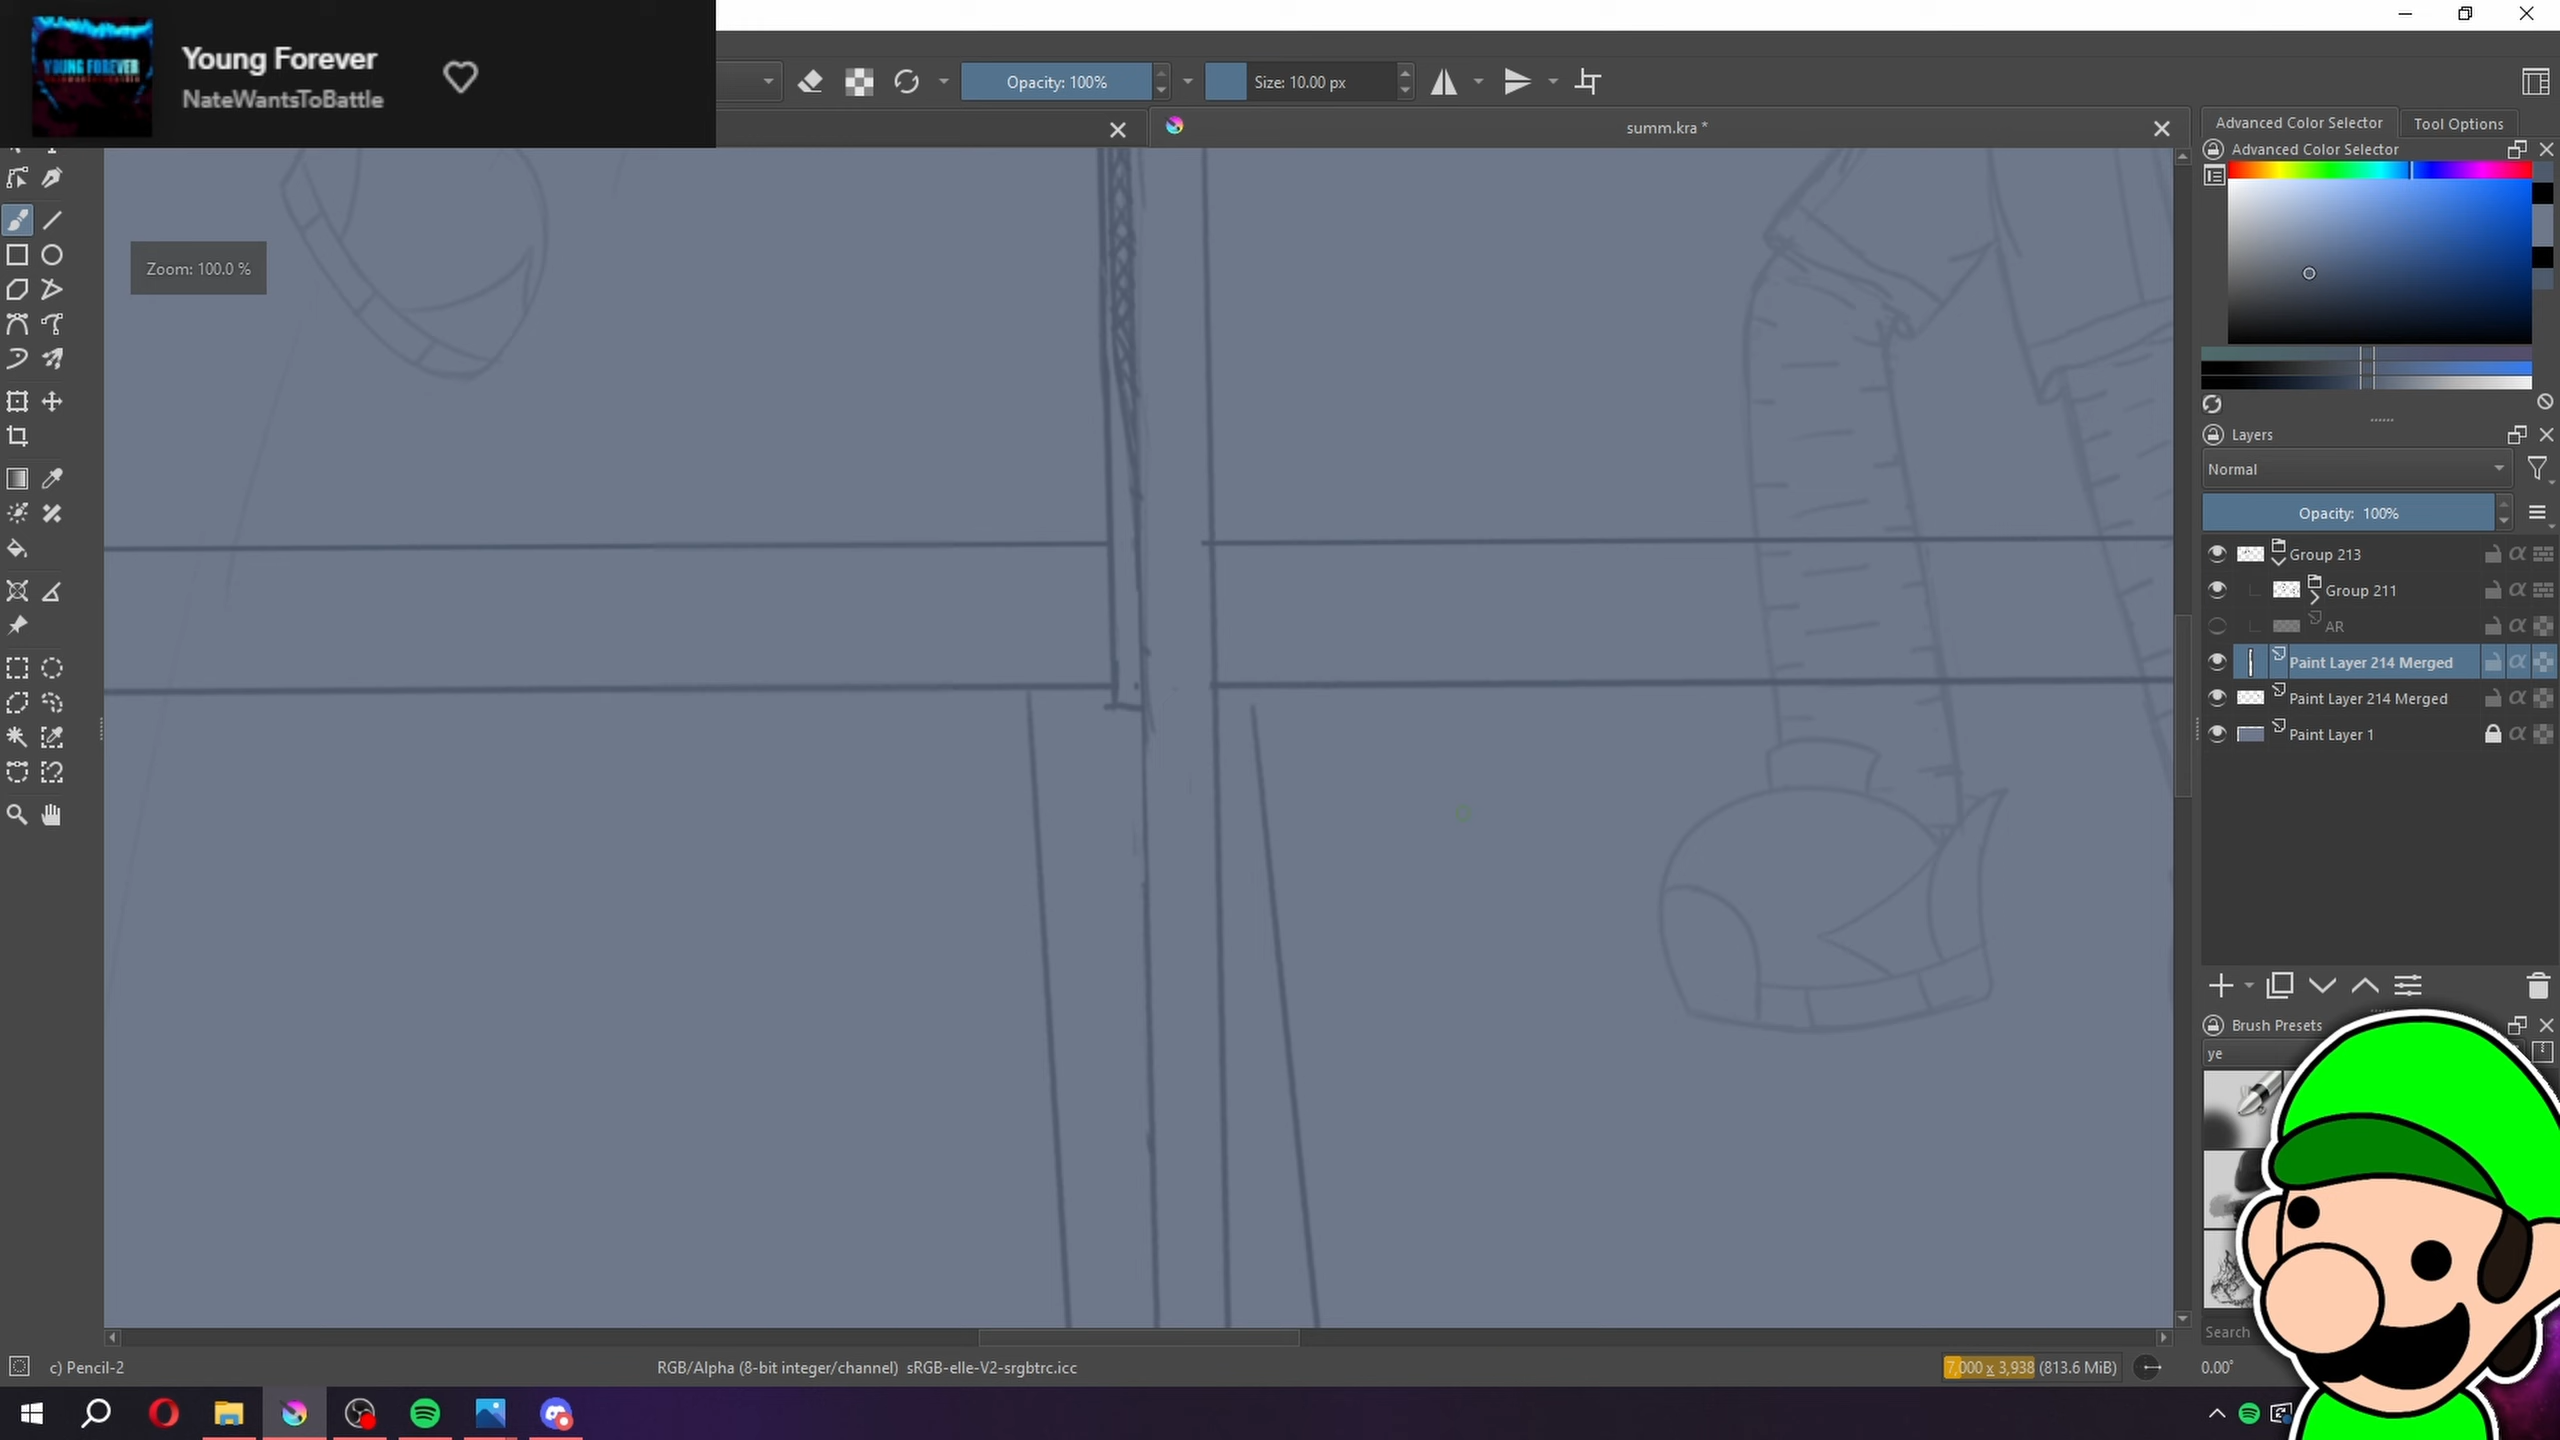 YOUNG FOREVER
Young Forever
NateWantsToBattle
Opacity: 100%
Size: 10.00 px
summ.kra *
Advanced Color Selector
Tool Options
Advanced Color Selector
Zoom: 100.0 %
Layers
Normal
Opacity: 100%
Group 213
Group 211
AR
Paint Layer 214 Merged
Paint Layer 214 Merged
Paint Layer 1
Brush Presets
ye
Search
c) Pencil-2
RGB/Alpha (8-bit integer/channel) sRGB-elle-V2-srgbtrc.icc
7,000 x 3,938 (813.6 MiB)
0.00°